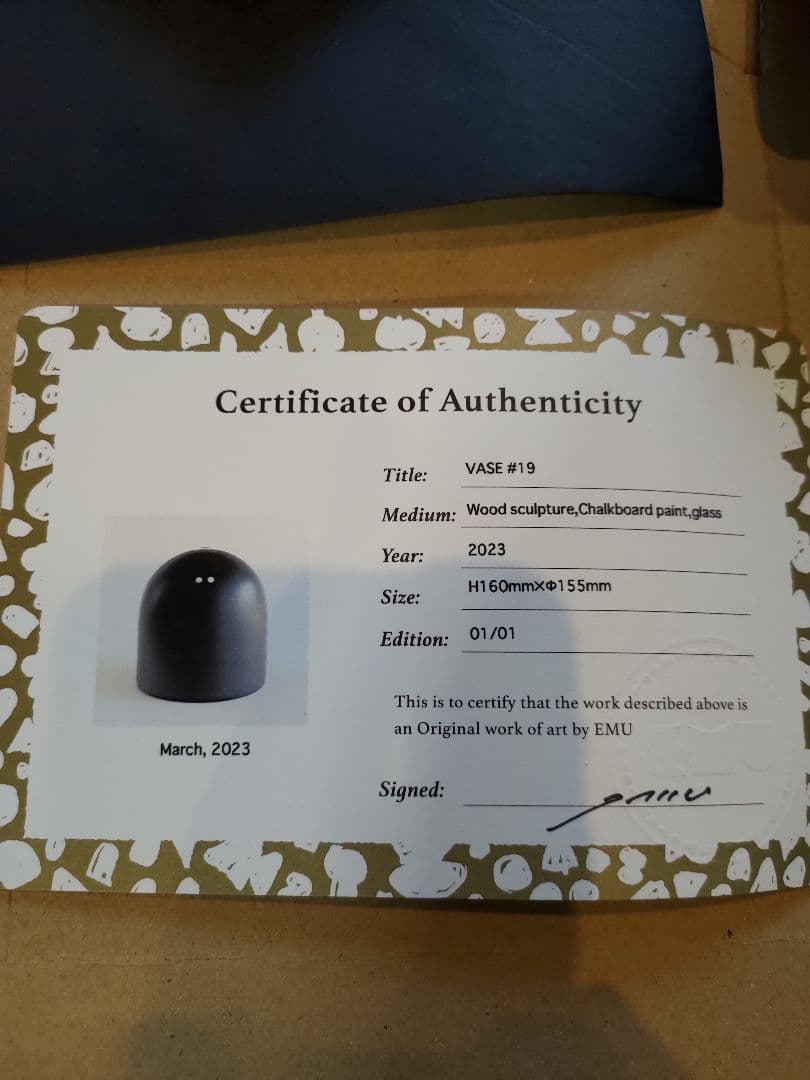 Certificate of Authenticity
Title: VASE #19
Medium: Wood sculpture,Chalkboard paint,glass
Year: 2023
Size: H160mm×Φ155mm
Edition: 01/01
March, 2023
This is to certify that the work described above is
an Original work of art by EMU
Signed: